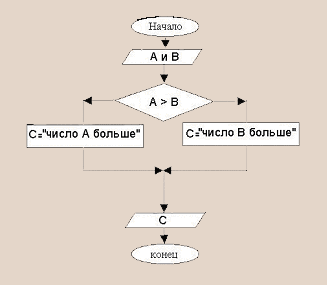 Начало
А и В
А > В
С="число А больше"
С="число В больше"
С
конец